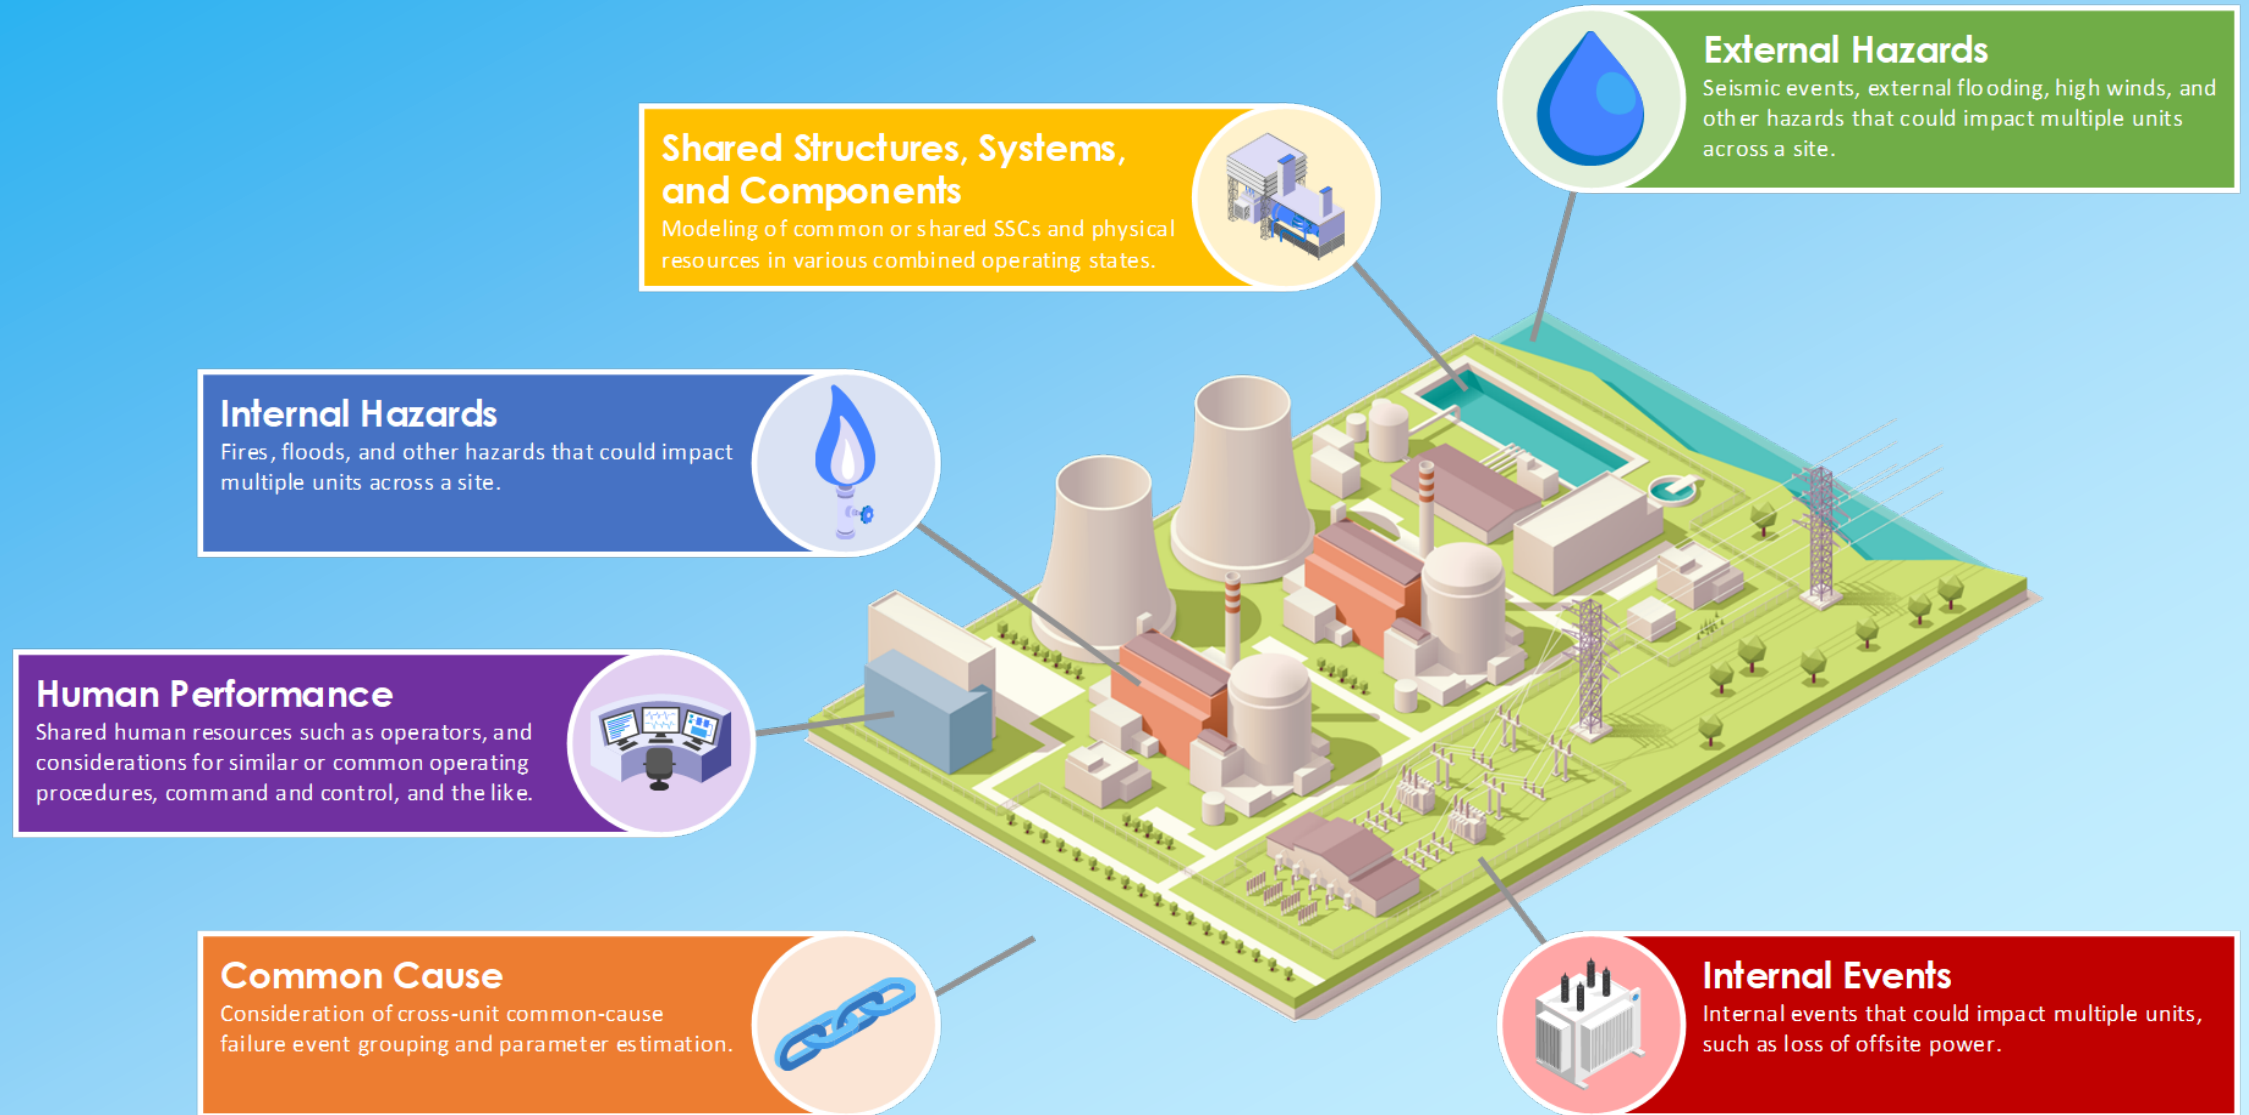 External Hazards
Seismic events, external flooding, high winds, and
other hazards that could impact multiple units
across a site.
Shared Structures, Systems,
and Components
Modeling of common or shared SSCs and physical
resources in various combined operating states.
Internal Hazards
Fires, floods, and other hazards that could impact
multiple units across a site.
Human Performance
Shared human resources such as operators, and
considerations for similar or common operating
procedures, command and control, and the like.
Common Cause
Consideration of cross-unit common-cause
failure event grouping and parameter estimation.
Internal Events
Internal events that could impact multiple units,
such as loss of offsite power.